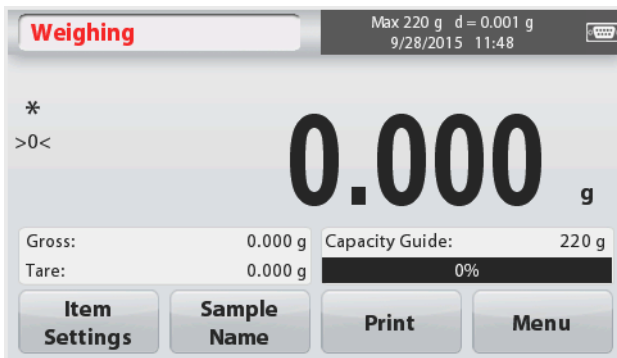 Weighing
Max 220 g d = 0.001 g
9/28/2015 11:48
*
>0<
0.000 g
Gross: 0.000 g
Tare: 0.000 g
Capacity Guide: 220 g
0%
Item
Settings
Sample
Name
Print
Menu